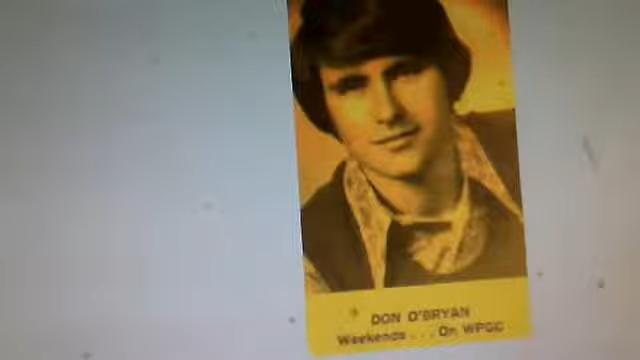 DON O'BRYAN
Weekends . . . On WPGC